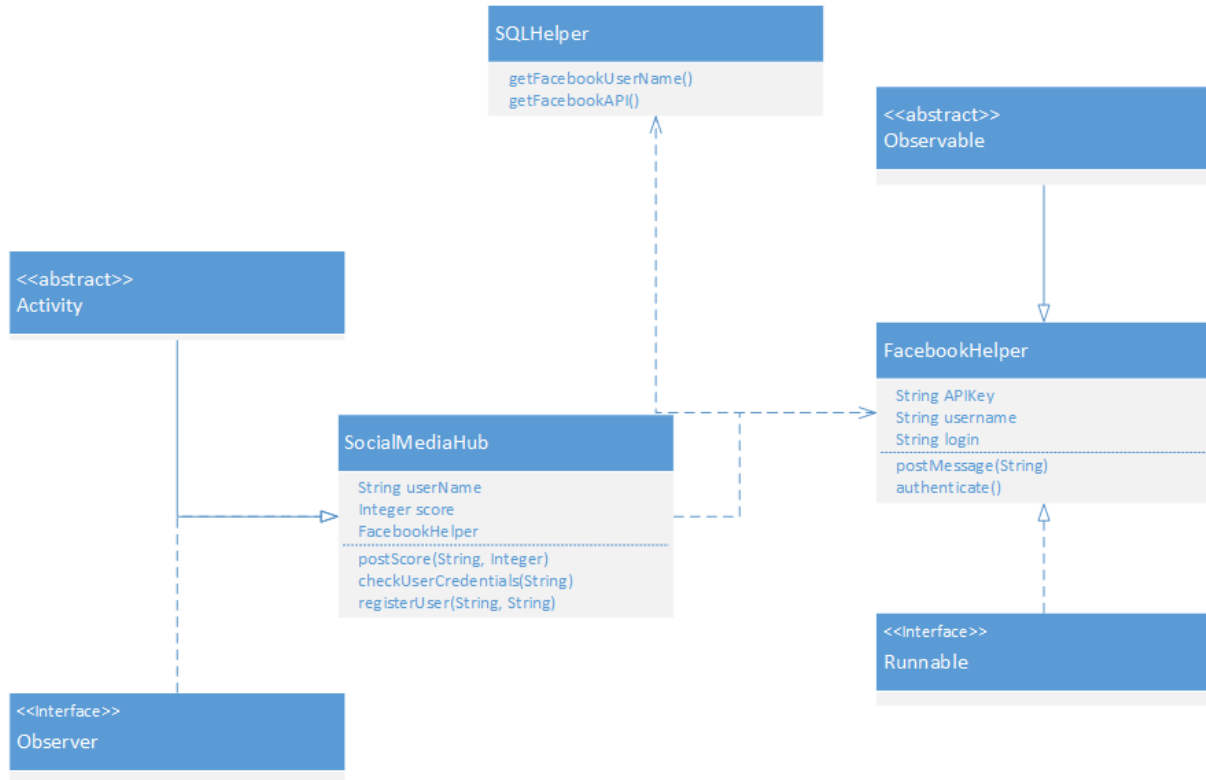 SQLHelper
getFacebookUserName()
getFacebookAPI()
<<abstract>>
Observable
<<abstract>>
Activity
FacebookHelper
String APIKey
String username
String login
postMessage(String)
authenticate()
SocialMediaHub
String userName
Integer score
FacebookHelper
postScore(String, Integer)
checkUserCredentials(String)
registerUser(String, String)
<<Interface>>
Runnable
<<Interface>>
Observer